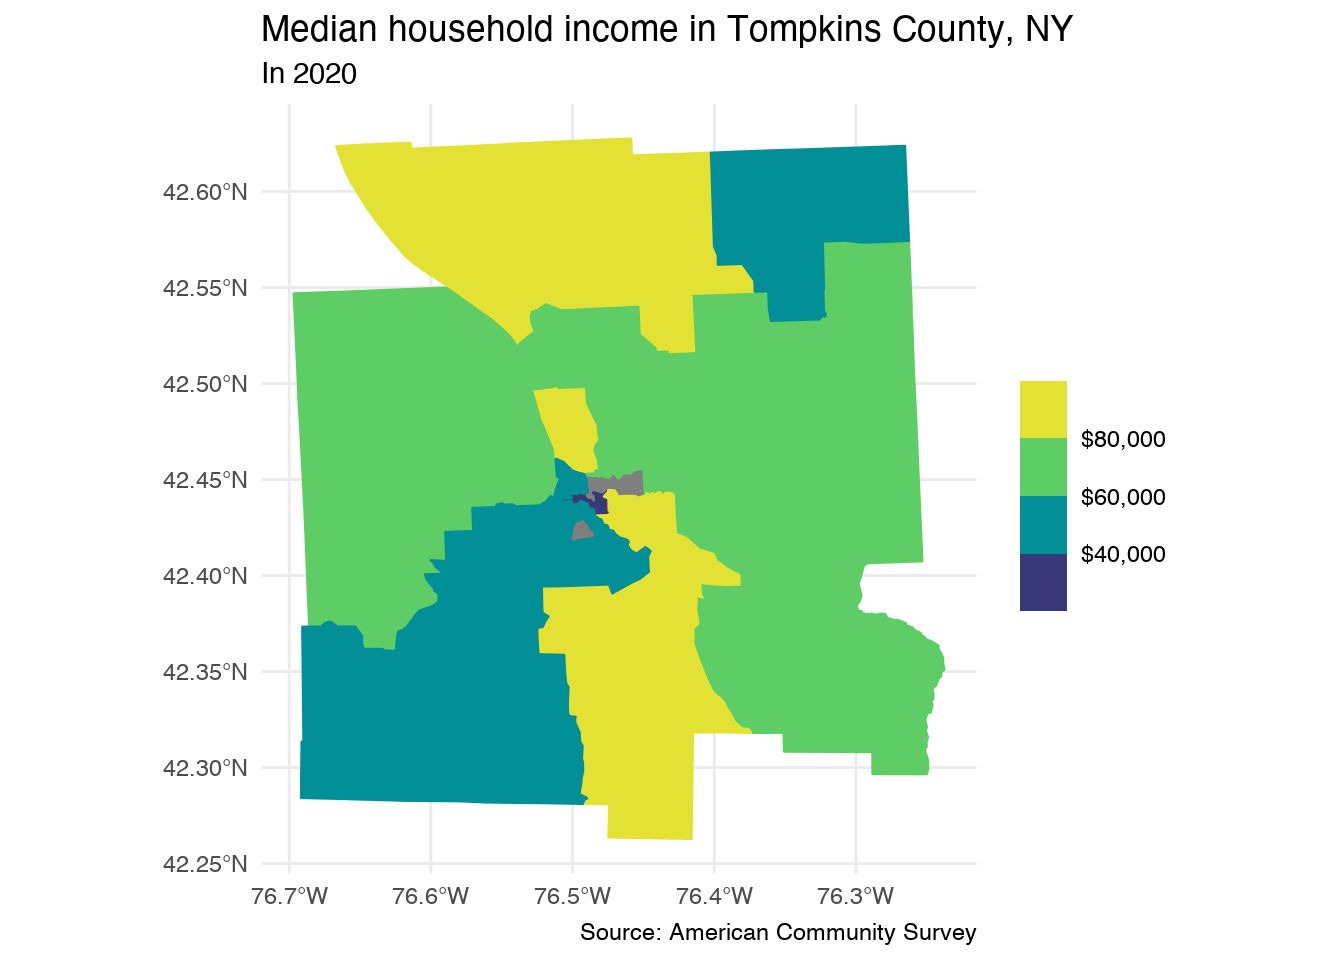 Median household income in Tompkins County, NY
In 2020
42.60°N
42.55°N
42.50°N
42.45°N
42.40°N
42.35°N
42.30°N
42.25°N
76.7°W 76.6°W 76.5°W 76.4°W 76.3°W
$80,000
$60,000
$40,000
Source: American Community Survey